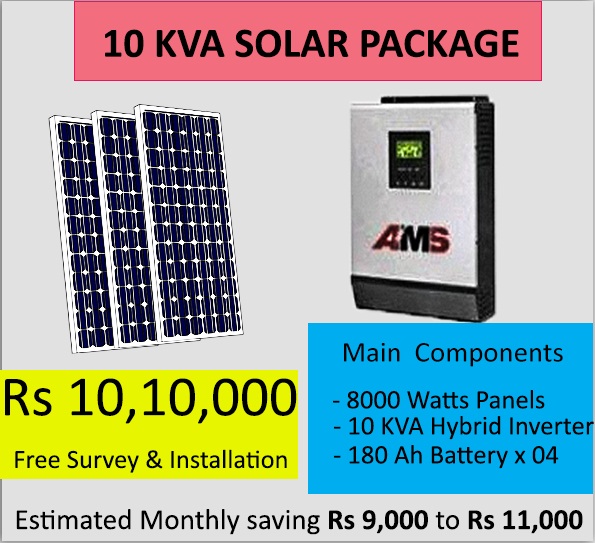 10 KVA SOLAR PACKAGE
AMS
Main Components
Rs 10,10,000
Free Survey & Installation
- 8000 Watts Panels
- 10 KVA Hybrid Inverter
- 180 Ah Battery x 04
Estimated Monthly saving Rs 9,000 to Rs 11,000